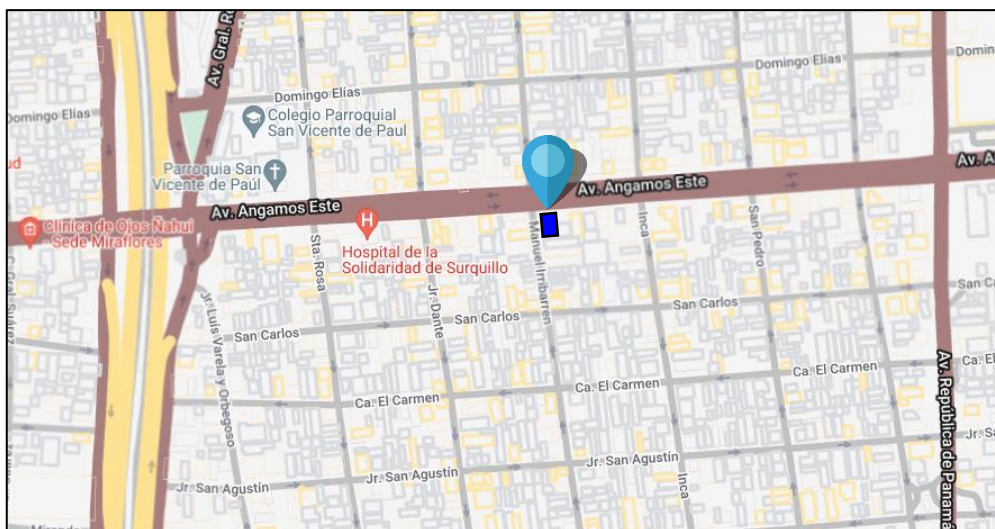 Av. Gral. R
Domingo Elías
Domin
Domingo Elías
Domingo Elías
Colegio Parroquial
San Vicente de Paul
ud
Parroquia San
Vicente de Paúl
Av. A
Av. Angamos Este
Av. Angamos Este
Clínica de Ojos Ñahui
- Sede Miraflores
H
Hospital de la
Solidaridad de Surquillo
Sta. Rosa
Jr. Dante
Manuel Irribarren
Inca
San Pedro
San Ca
San Carlos
San Carlos
San Carlos
Jr. Luis Varela y Orbegoso
Ca. El
Ca. El Carmen
Ca. El Carmen
Ca. El Carmen
Av. República de Panamá
Jr. San
Jr. San Agustín
Jr. San Agustín
Jr. San Agustín
Inca